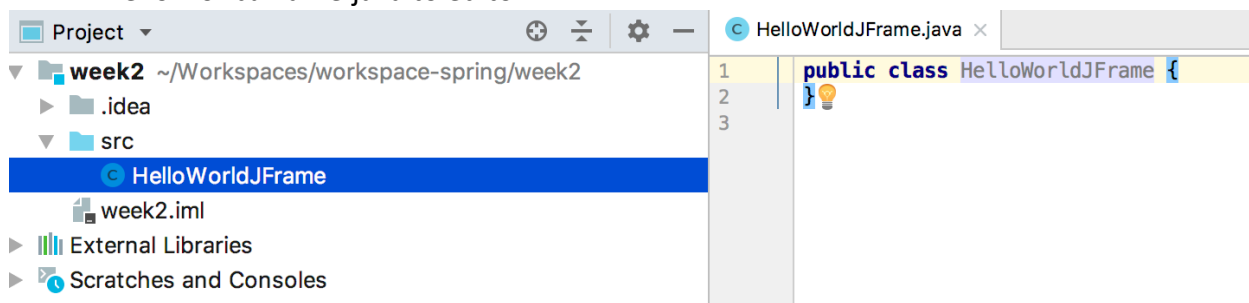 Project
week2 ~/Workspaces/workspace-spring/week2
.idea
src
C HelloWorldJFrame
week2.iml
External Libraries
Scratches and Consoles
C HelloWorldJFrame.java
1 public class HelloWorldJFrame {
2 }
3